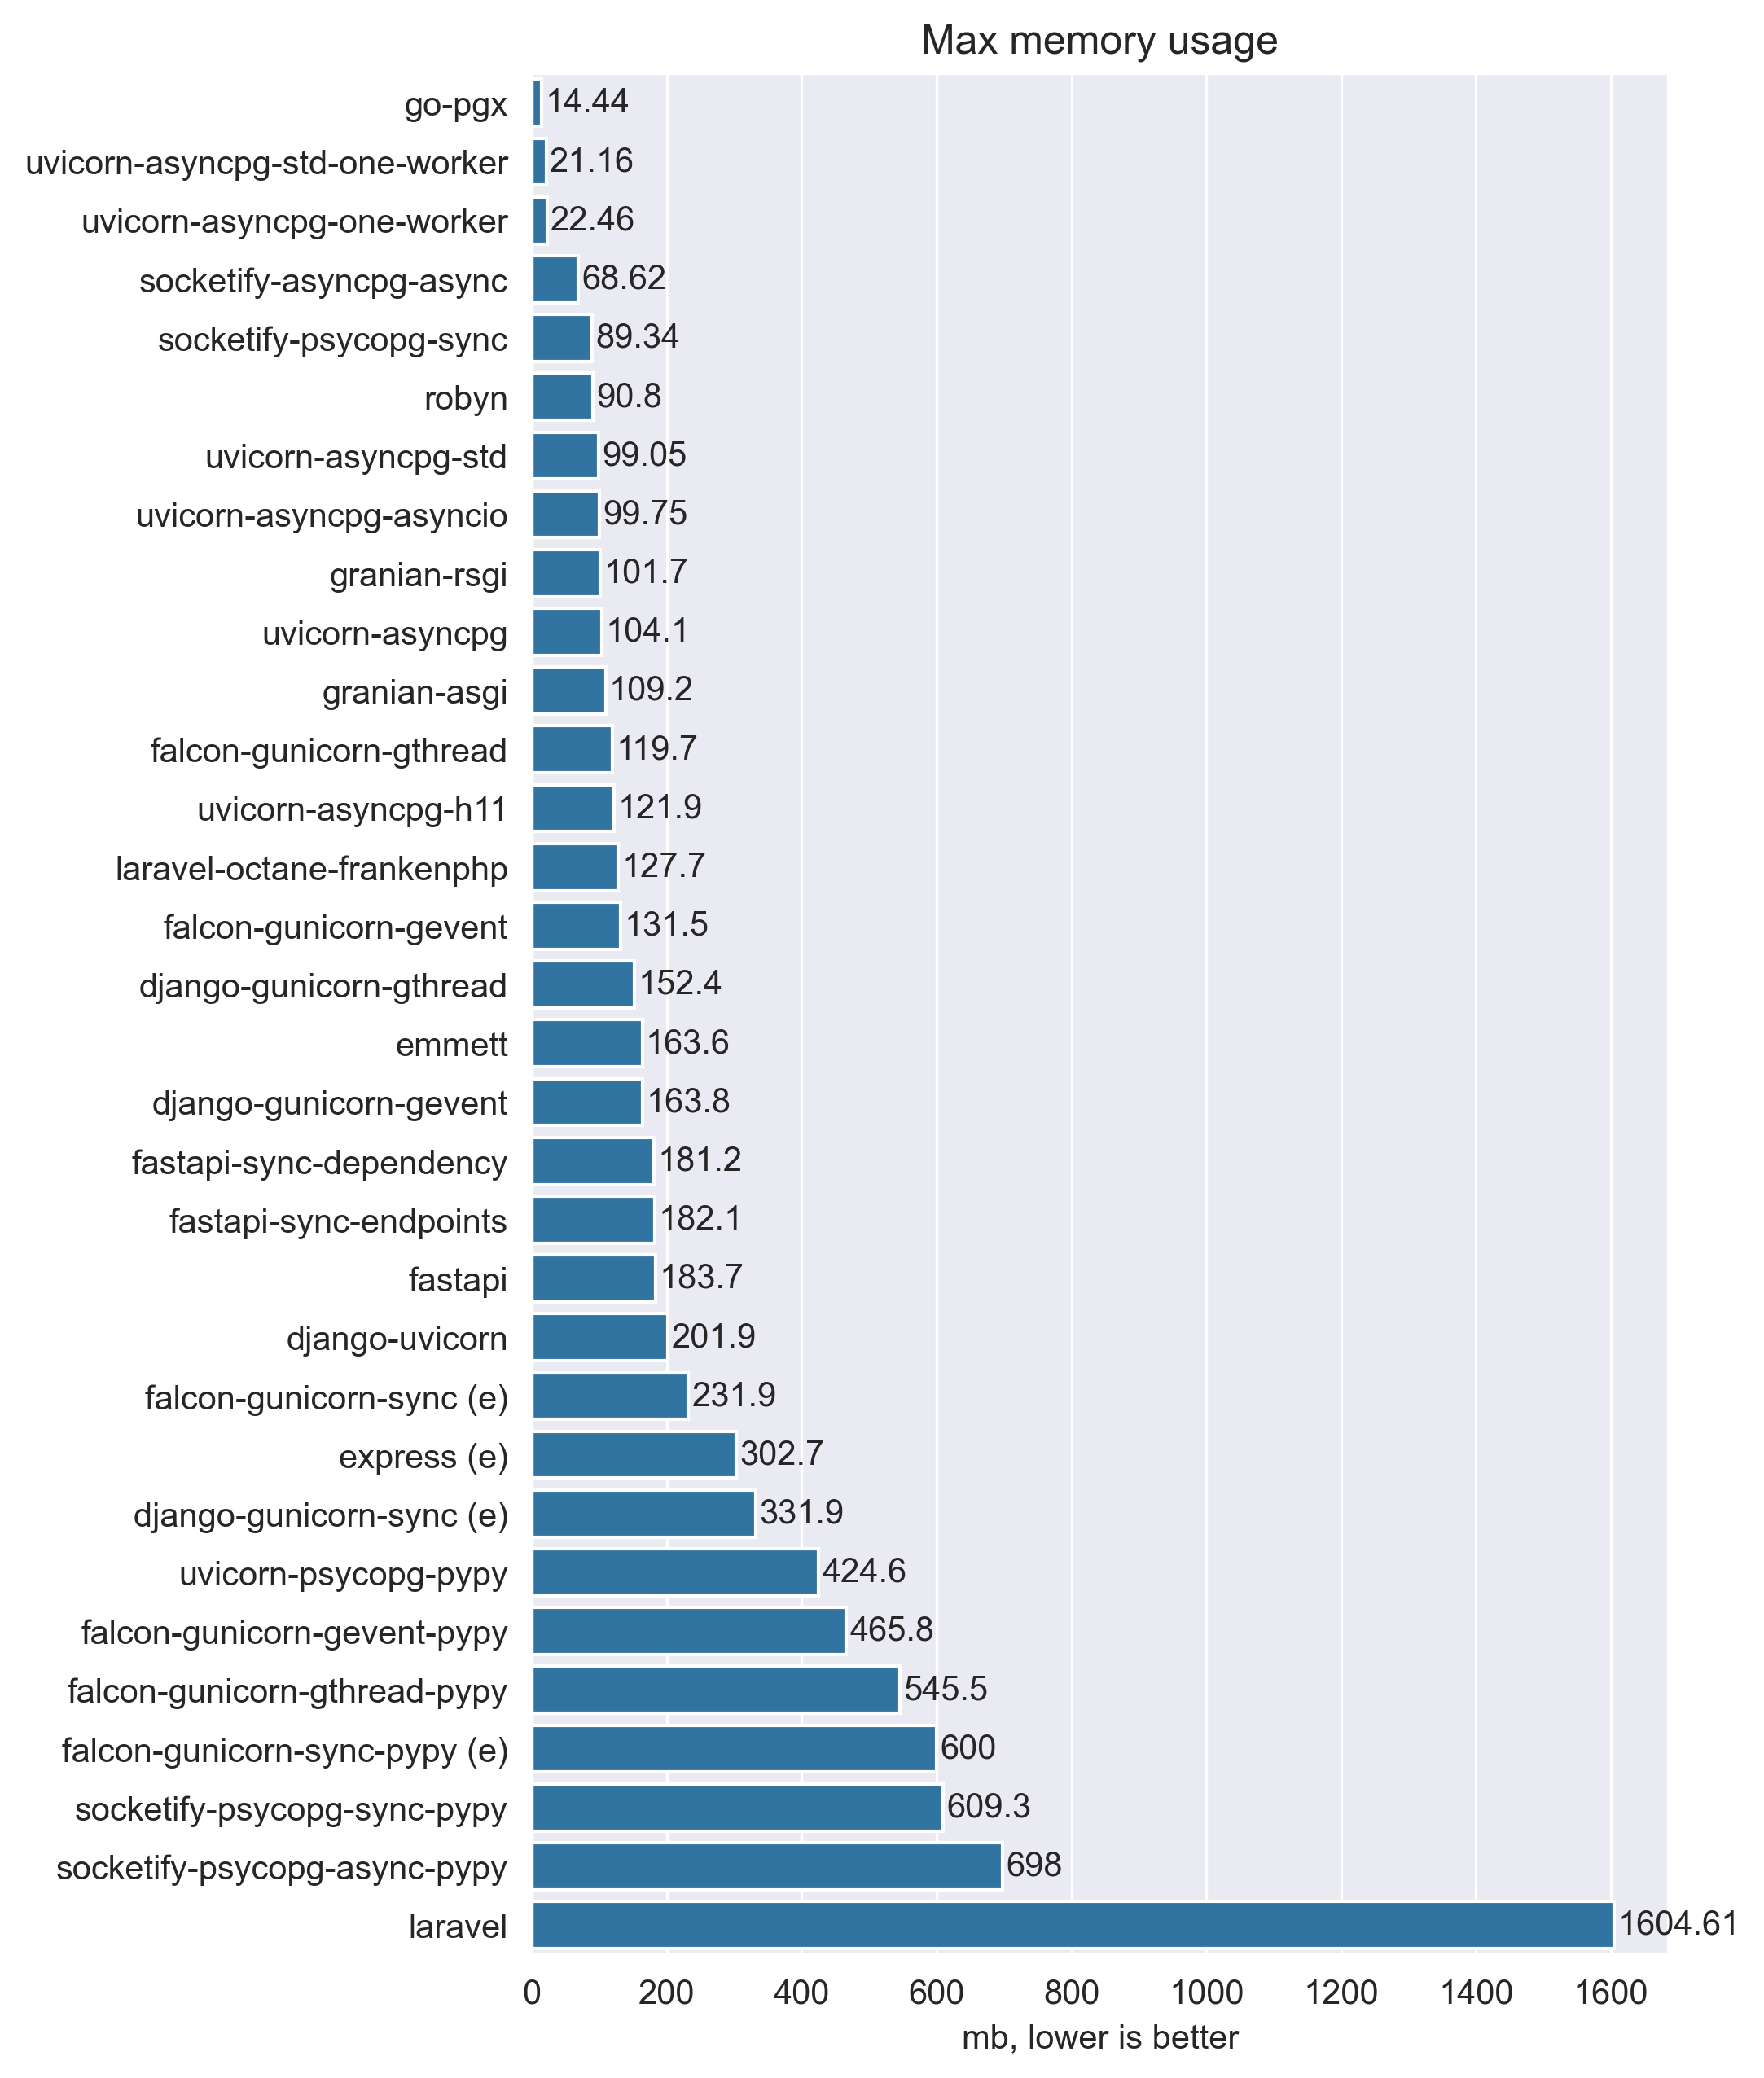 Max memory usage
go-pgx 14.44
uvicorn-asyncpg-std-one-worker 21.16
uvicorn-asyncpg-one-worker 22.46
socketify-asyncpg-async 68.62
socketify-psycopg-sync 89.34
robyn 90.8
uvicorn-asyncpg-std 99.05
uvicorn-asyncpg-asyncio 99.75
granian-rsgi 101.7
uvicorn-asyncpg 104.1
granian-asgi 109.2
falcon-gunicorn-gthread 119.7
uvicorn-asyncpg-h11 121.9
laravel-octane-frankenphp 127.7
falcon-gunicorn-gevent 131.5
django-gunicorn-gthread 152.4
emmett 163.6
django-gunicorn-gevent 163.8
fastapi-sync-dependency 181.2
fastapi-sync-endpoints 182.1
fastapi 183.7
django-uvicorn 201.9
falcon-gunicorn-sync (e) 231.9
express (e) 302.7
django-gunicorn-sync (e) 331.9
uvicorn-psycopg-pypy 424.6
falcon-gunicorn-gevent-pypy 465.8
falcon-gunicorn-gthread-pypy 545.5
falcon-gunicorn-sync-pypy (e) 600
socketify-psycopg-sync-pypy 609.3
socketify-psycopg-async-pypy 698
laravel 1604.61
0 200 400 600 800 1000 1200 1400 1600
mb, lower is better